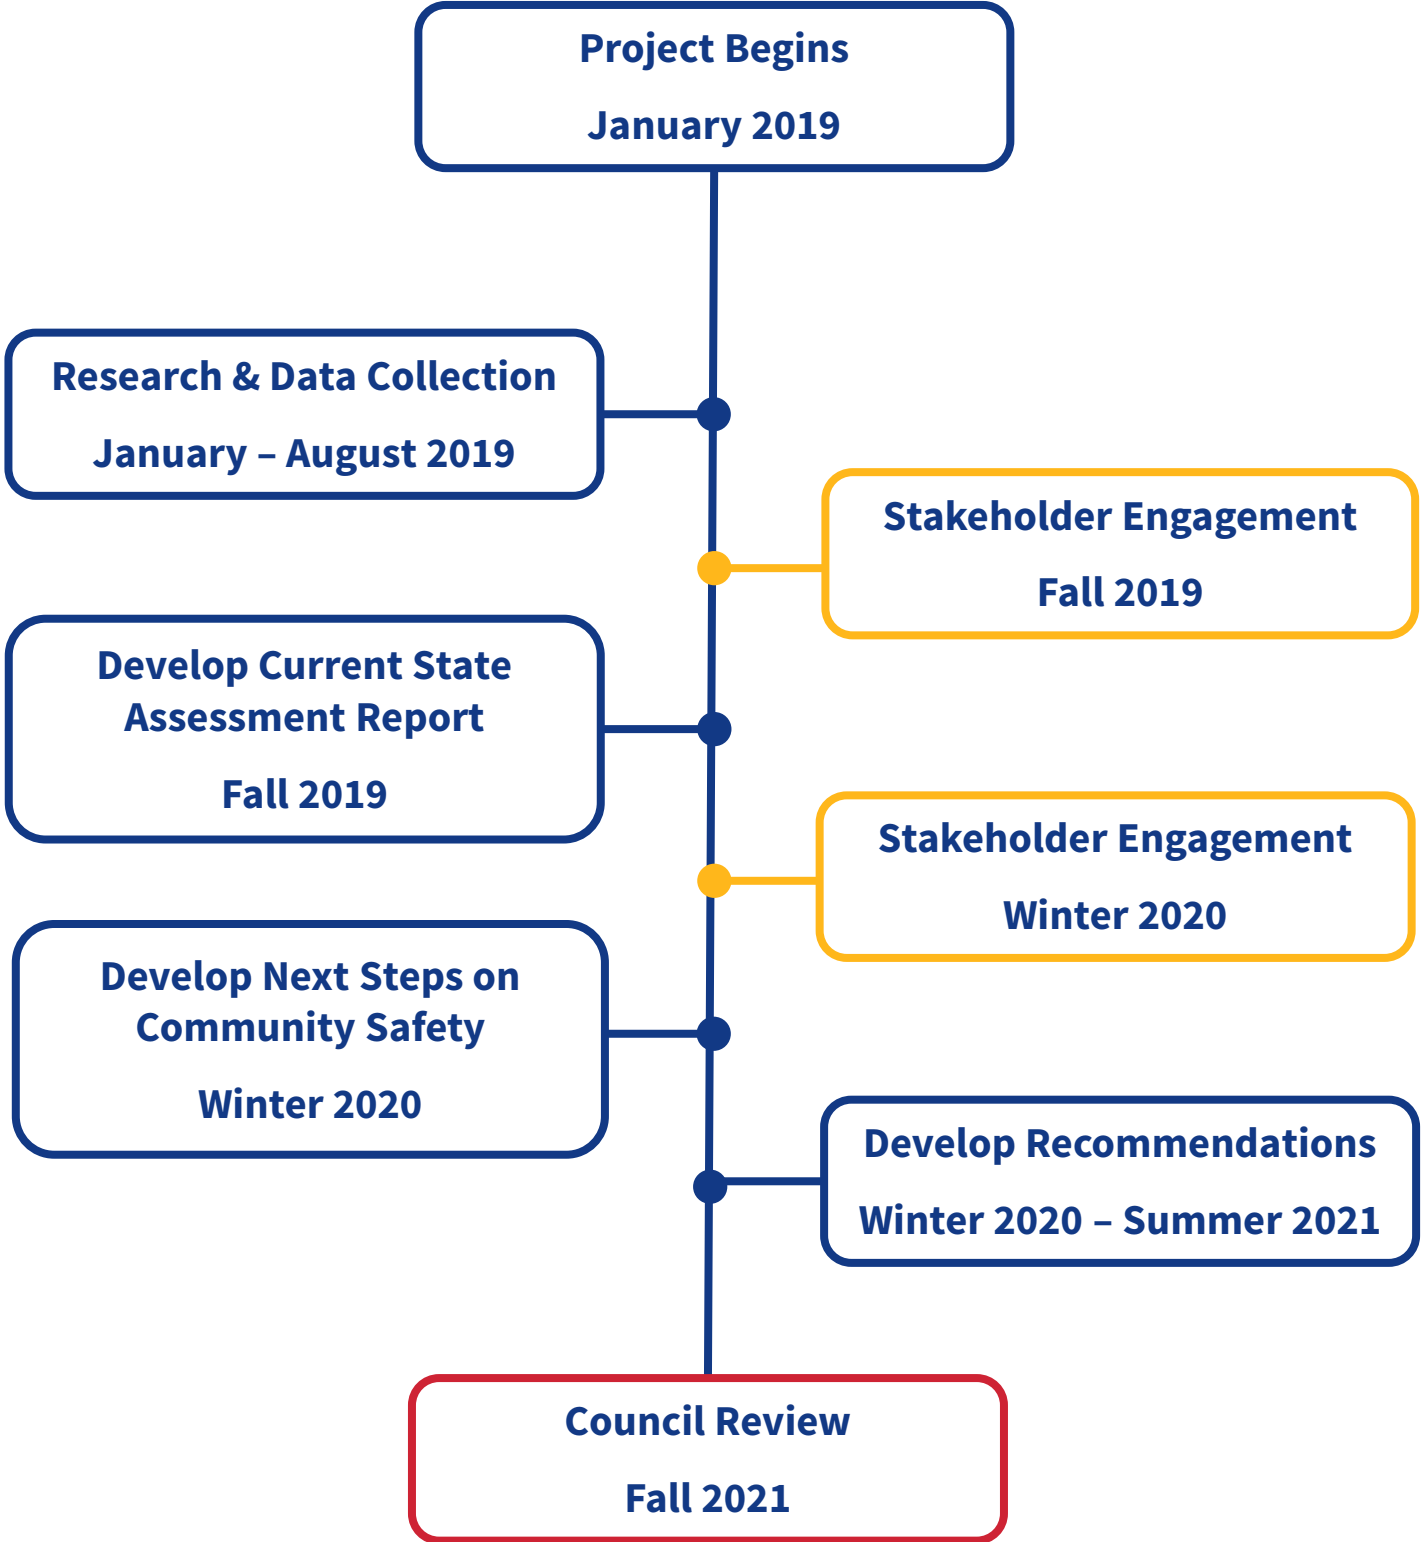 Project Begins
January 2019
Research & Data Collection
January – August 2019
Stakeholder Engagement
Fall 2019
Develop Current State
Assessment Report
Fall 2019
Stakeholder Engagement
Winter 2020
Develop Next Steps on
Community Safety
Winter 2020
Develop Recommendations
Winter 2020 – Summer 2021
Council Review
Fall 2021